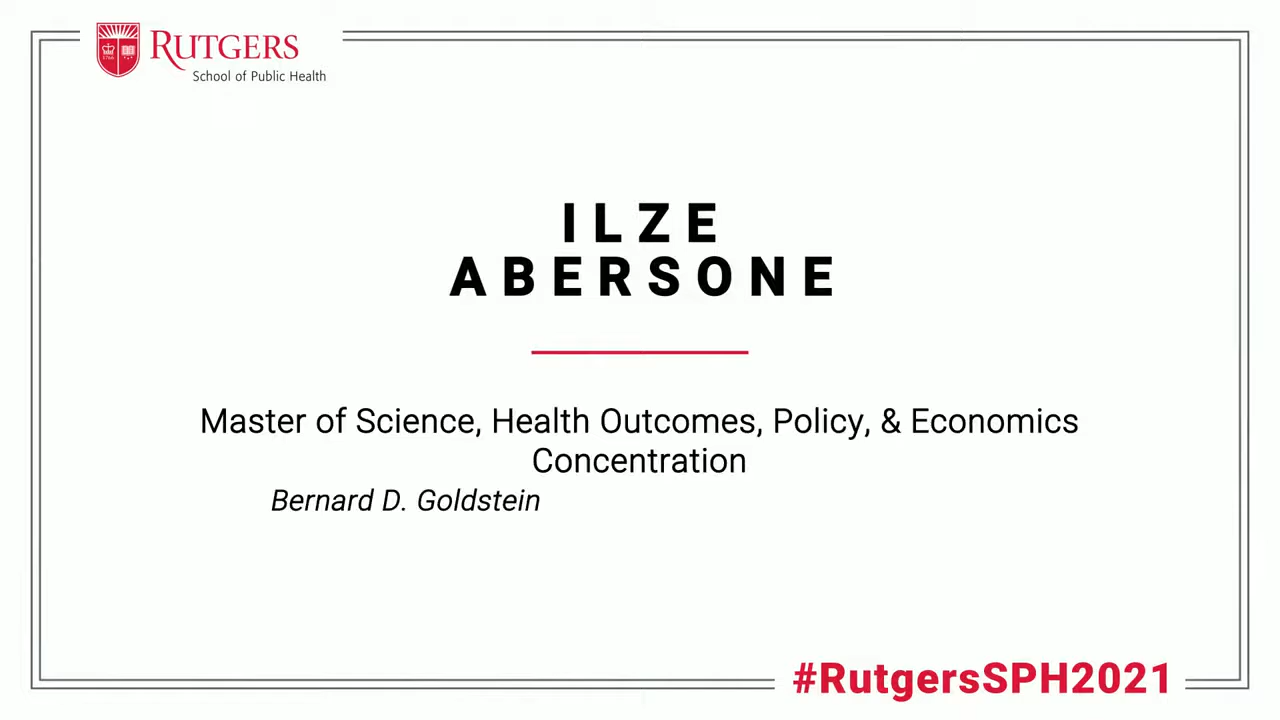 RUTGERS
School of Public Health
ILZE
ABERSONE
Master of Science, Health Outcomes, Policy, & Economics
Concentration
Bernard D. Goldstein
#RutgersSPH2021